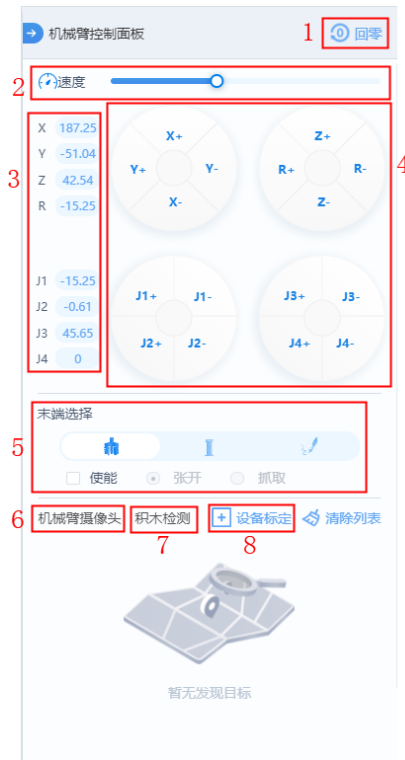 机械臂控制面板 1 回零
2 速度
3 4
X 187.25
Y -51.04
Z 42.54
R -15.25
X+
Y+ Y-
X-
Z+
R+ R-
Z-
J1 -15.25
J2 -0.61
J3 45.65
J4 0
J1+ J1-
J2+ J2-
J3+ J3-
J4+ J4-
末端选择
5
使能 张开 抓取
6 机械臂摄像头 积木检测 设备标定 清除列表
7 8
暂无发现目标